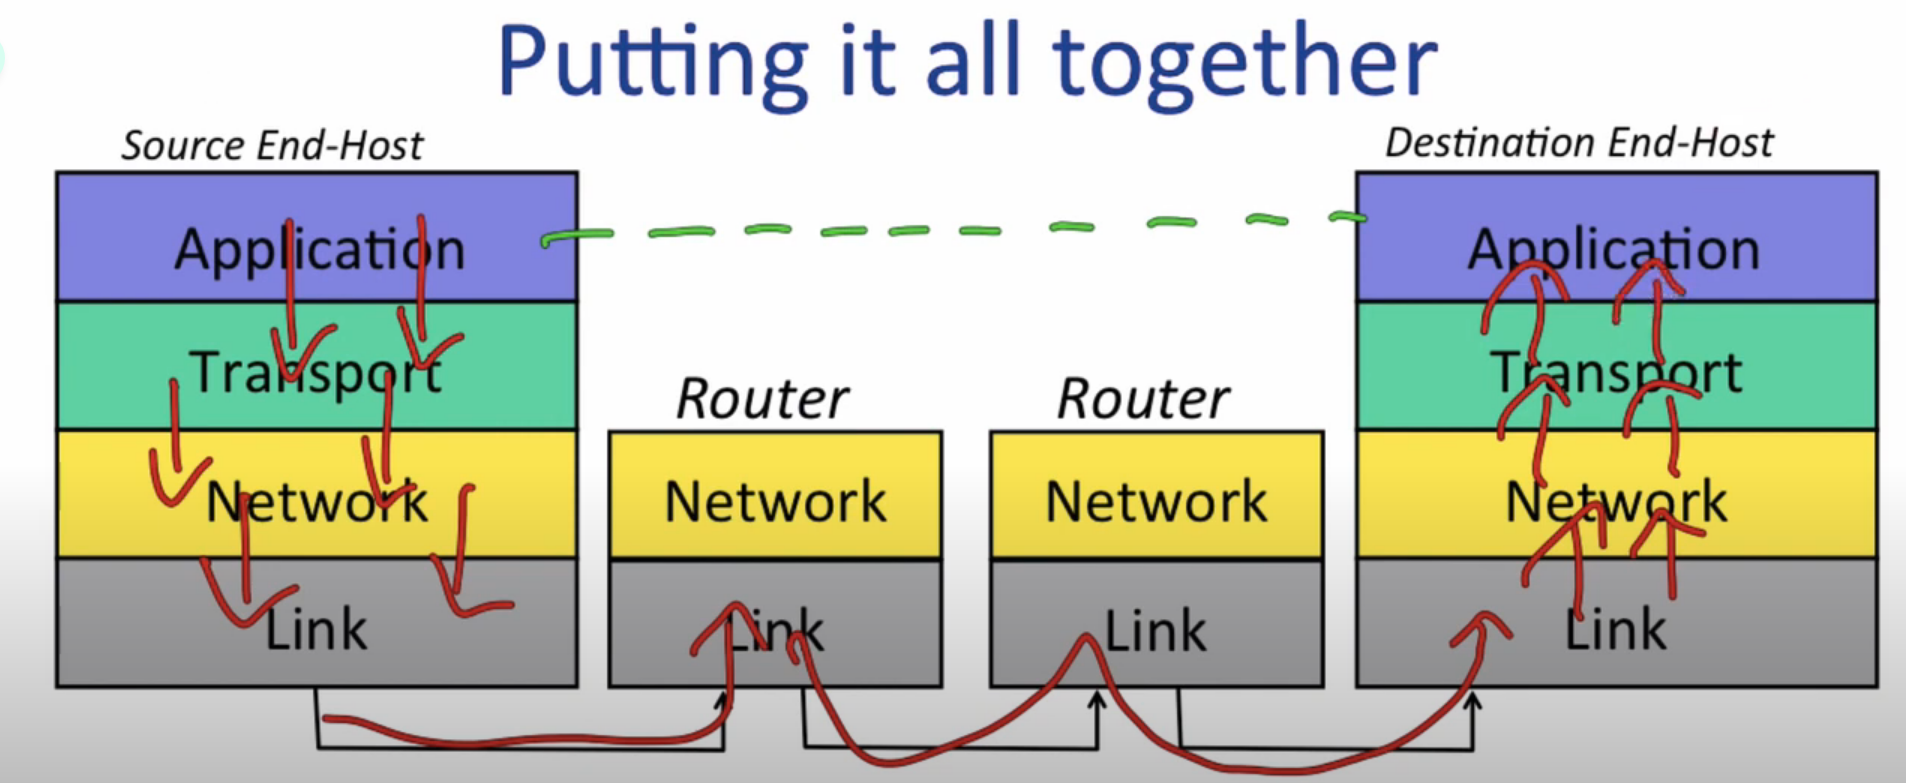 Putting it all together
Source End-Host
Destination End-Host
Application
Application
Transport
Transport
Router
Router
Network
Network
Network
Network
Link
Link
Link
Link